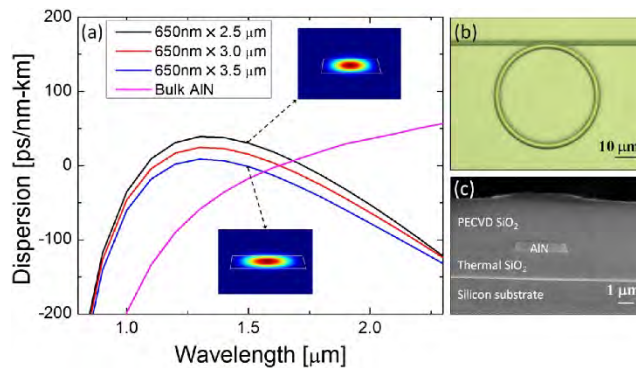 (a)
650nm × 2.5 μm
650nm × 3.0 μm
650nm × 3.5 μm
Bulk AlN
Dispersion [ps/nm-km]
200
150
100
50
0
-100
-200
1.0
1.5
2.0
Wavelength [μm]
(b)
10 μm
(c)
PECVD SiO₂
AlN
Thermal SiO₂
Silicon substrate
1 μm